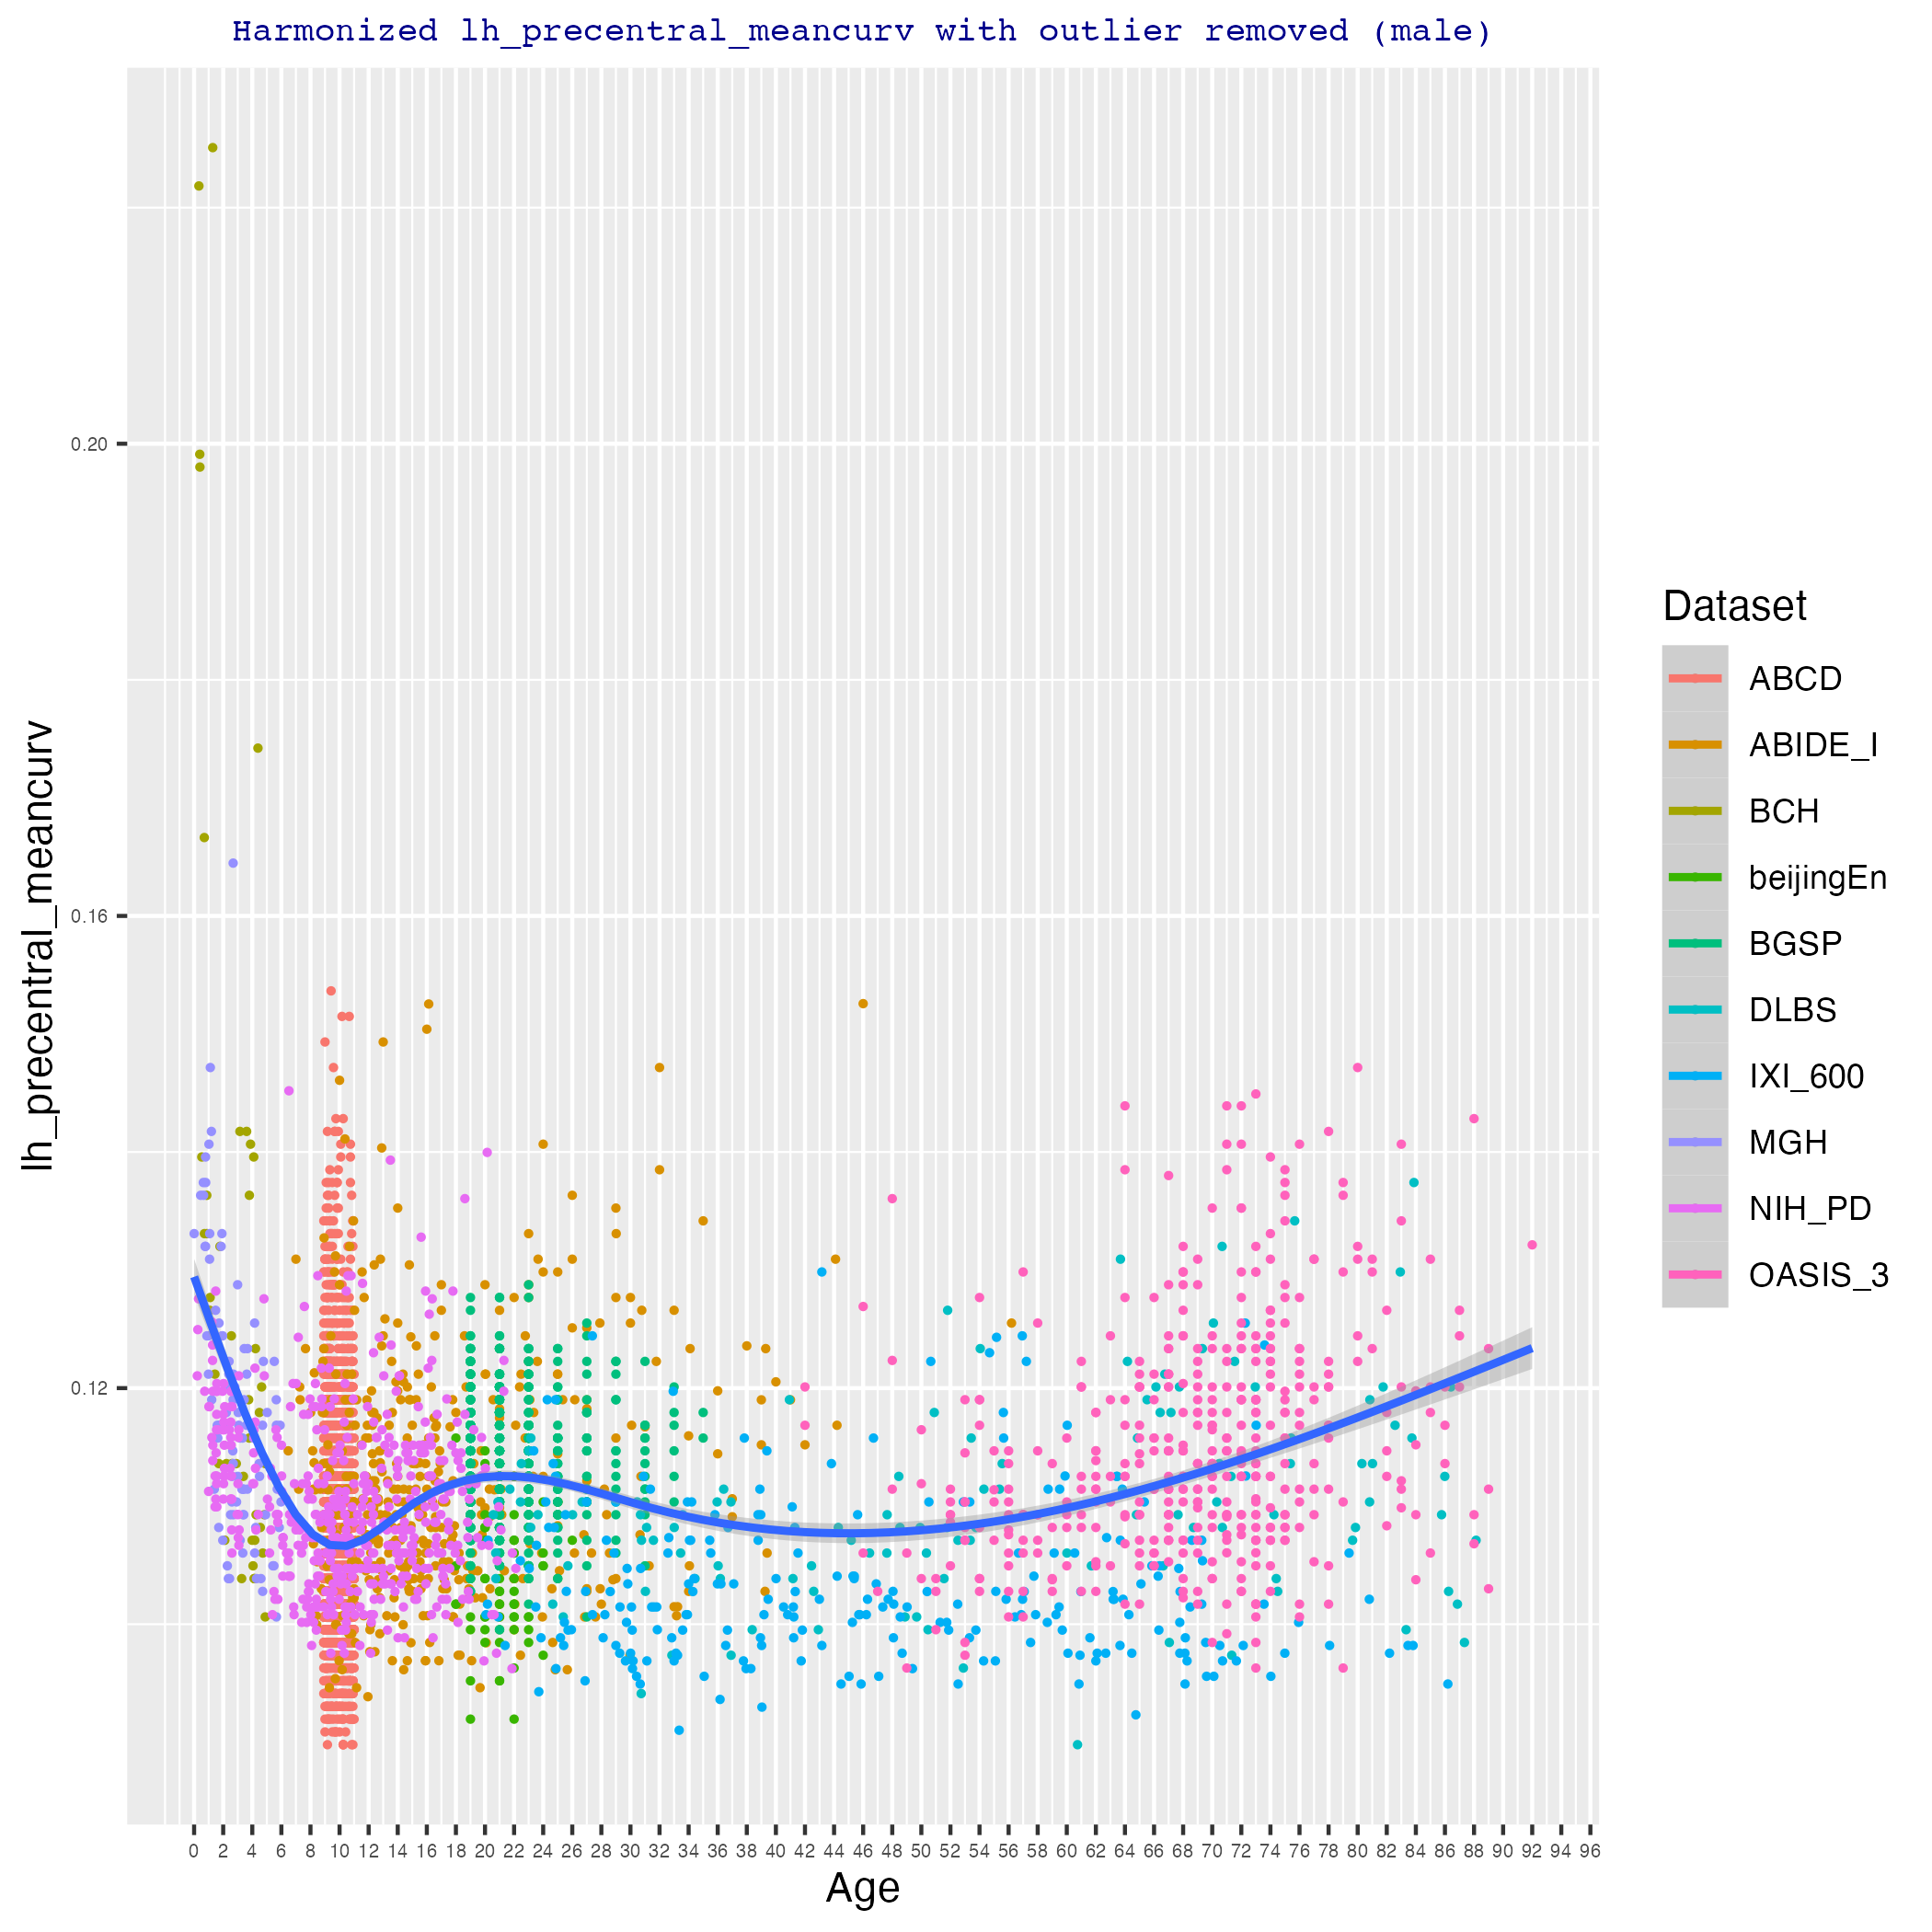 Harmonized lh_precentral_meancurv with outlier removed (male)
lh_precentral_meancurv
0.20
0.16
0.12
0 2 4 6 8 10 12 14 16 18 20 22 24 26 28 30 32 34 36 38 40 42 44 46 48 50 52 54 56 58 60 62 64 66 68 70 72 74 76 78 80 82 84 86 88 90 92 94 96
Age
Dataset
ABCD
ABIDE_I
BCH
beijingEn
BGSP
DLBS
IXI_600
MGH
NIH_PD
OASIS_3